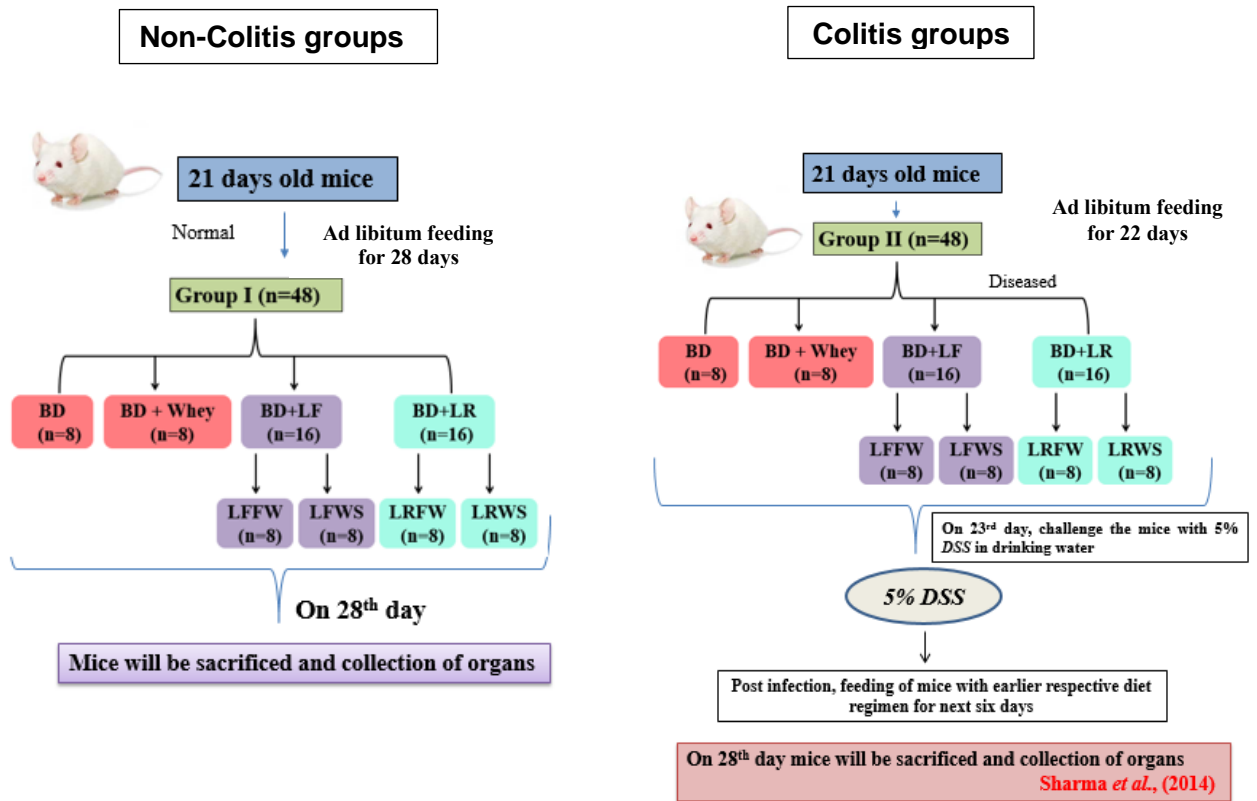 Non-Colitis groups
21 days old mice
Normal
Ad libitum feeding
for 28 days
Group I (n=48)
BD
(n=8)
BD + Whey
(n=8)
BD+LF
(n=16)
BD+LR
(n=16)
LFFW
(n=8)
LFWS
(n=8)
LRFW
(n=8)
LRWS
(n=8)
On 28th day
Mice will be sacrificed and collection of organs
Colitis groups
21 days old mice
Ad libitum feeding
for 22 days
Group II (n=48)
Diseased
BD
(n=8)
BD + Whey
(n=8)
BD+LF
(n=16)
BD+LR
(n=16)
LFFW
(n=8)
LFWS
(n=8)
LRFW
(n=8)
LRWS
(n=8)
On 23rd day, challenge the mice with 5%
DSS in drinking water
5% DSS
Post infection, feeding of mice with earlier respective diet
regimen for next six days
On 28th day mice will be sacrificed and collection of organs
Sharma et al., (2014)